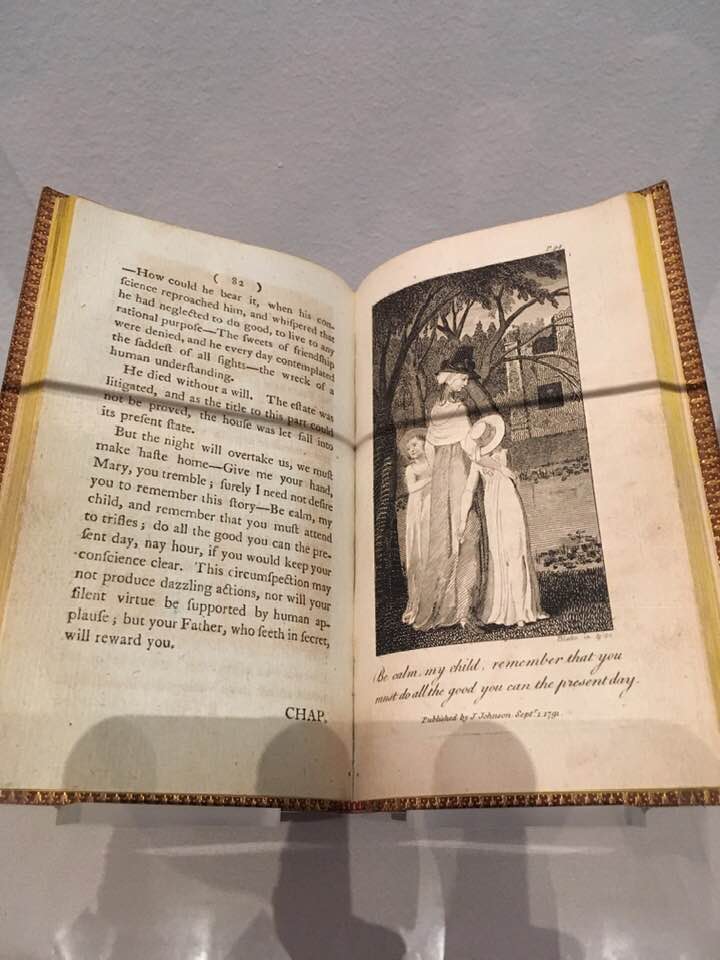 ( 82 )
—How could he bear it, when his con-
ſcience reproached him, and whiſpered that
he had neglected to do good, to live to any
rational purpoſe—The ſweets of friendſhip
were denied, and he every day contemplated
the ſaddeſt of all ſights—the wreck of a
human underſtanding.
He died without a will. The eſtate was
litigated, and as the title to this part could
not be proved, the houſe was let fall into
its preſent ſtate.
But the night will overtake us, we muſt
make haſte home—Give me your hand,
Mary, you tremble; ſurely I need not deſire
you to remember this ſtory—Be calm, my
child, and remember that you muſt attend
to trifles; do all the good you can the pre-
ſent day, nay hour, if you would keep your
conſcience clear. This circumſpection may
not produce dazzling actions, nor will your
ſilent virtue be ſupported by human ap-
plauſe; but your Father, who ſeeth in ſecret,
will reward you.
CHAP.
Be calm, my child, remember that you
must do all the good you can the present day.
Published by J. Johnson, Septr. 1. 1791.